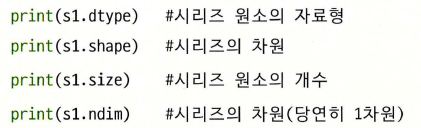 print(s1.dtype) #시리즈 원소의 자료형
print(s1.shape) #시리즈의 차원
print(s1.size) #시리즈 원소의 개수
print(s1.ndim) #시리즈의 차원(당연히 1차원)